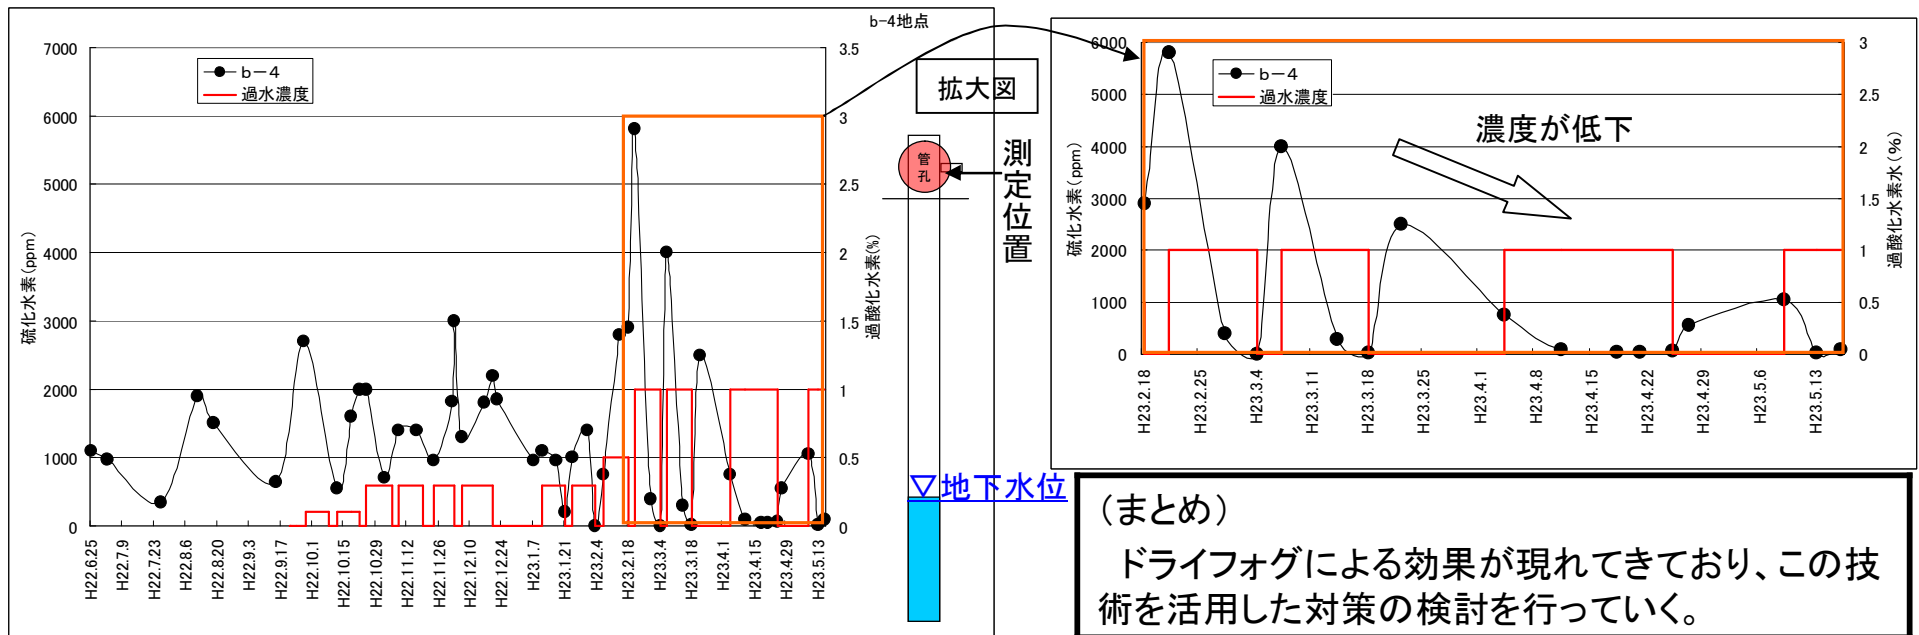 b-4地点
7000
6000
5000
4000
3000
2000
1000
0
硫化水素(ppm)
b-4
過水濃度
3.5
3
2.5
2
1.5
1
0.5
0
過酸化水素(%)
H22.6.25
H22.7.9
H22.7.23
H22.8.6
H22.8.20
H22.9.3
H22.9.17
H22.10.1
H22.10.15
H22.10.29
H22.11.12
H22.11.26
H22.12.10
H22.12.24
H23.1.7
H23.1.21
H23.2.4
H23.2.18
H23.3.4
H23.3.18
H23.4.1
H23.4.15
H23.4.29
H23.5.13
拡大図
管
孔
測定位置
▽地下水位
6000
5000
4000
3000
2000
1000
0
硫化水素(ppm)
b-4
過水濃度
濃度が低下
3
2.5
2
1.5
1
0.5
0
過酸化水素水(%)
H23.2.18
H23.2.25
H23.3.4
H23.3.11
H23.3.18
H23.3.25
H23.4.1
H23.4.8
H23.4.15
H23.4.22
H23.4.29
H23.5.6
H23.5.13
(まとめ)
ドライフォグによる効果が現れてきており、この技
術を活用した対策の検討を行っていく。